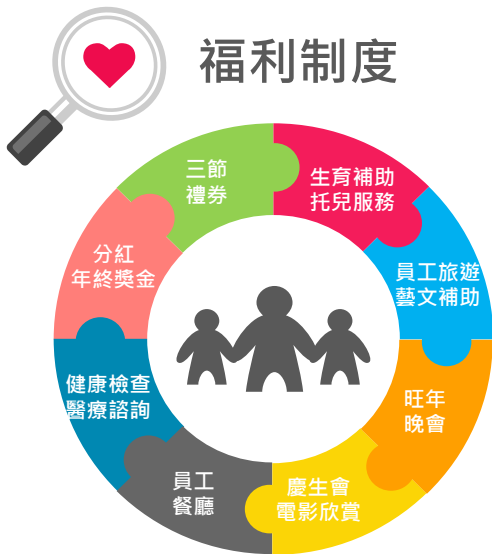 福利制度
三節
禮券
生育補助
托兒服務
員工旅遊
藝文補助
旺年
晚會
慶生會
電影欣賞
員工
餐廳
健康檢查
醫療諮詢
分紅
年終獎金